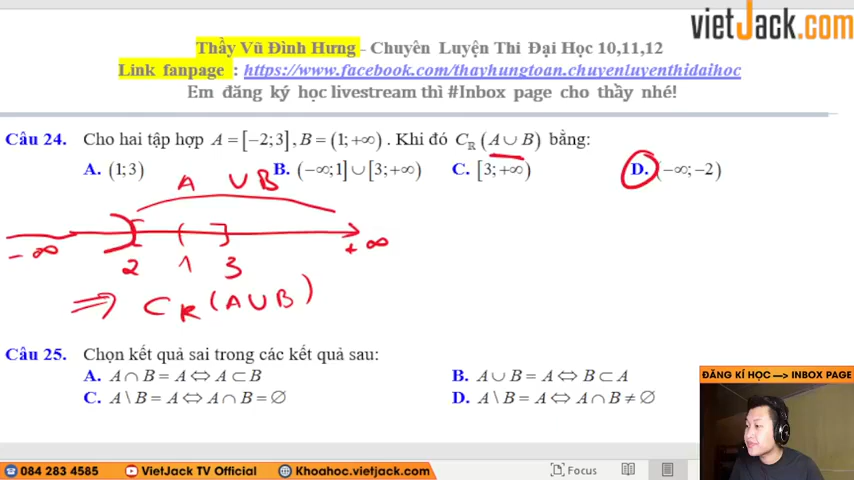 vietJack.com
Thầy Vũ Đình Hưng - Chuyên Luyện Thi Đại Học 10,11,12
Link fanpage : https://www.facebook.com/thayhungtoan.chuyenluyenthidaihoc
Em đăng ký học livestream thì #Inbox page cho thầy nhé!
Câu 24. Cho hai tập hợp A = [−2;3], B = (1;+∞). Khi đó C_ℝ(A∪B) bằng:
A. (1;3) B. (−∞;1]∪[3;+∞) C. [3;+∞) D. (−∞;−2)
A ∪ B
−∞ +∞
2 1 3
⇒ C_R (A∪B)
Câu 25. Chọn kết quả sai trong các kết quả sau:
A. A∩B = A ⇔ A⊂B B. A∪B = A ⇔ B⊂A
C. A\B = A ⇔ A∩B = ∅ D. A\B = A ⇔ A∩B ≠ ∅
ĐĂNG KÍ HỌC —> INBOX PAGE
084 283 4585 VietJack TV Official Khoahoc.vietjack.com Focus